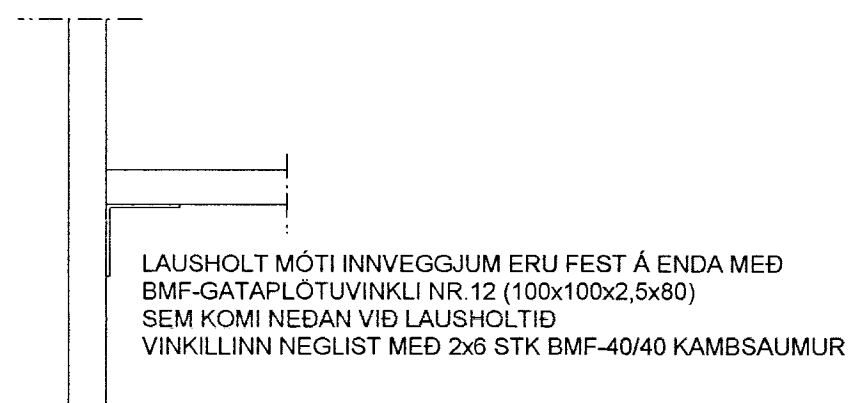 LAUSHOLT MÓTI INNVEGGJUM ERU FEST Á ENDA MEÐ
BMF-GATAPLÖTUVINKLI NR.12 (100x100x2,5x80)
SEM KOMI NEÐAN VIÐ LAUSHOLTIÐ
VINKILLINN NEGLIST MEÐ 2x6 STK BMF-40/40 KAMBSAUMUR